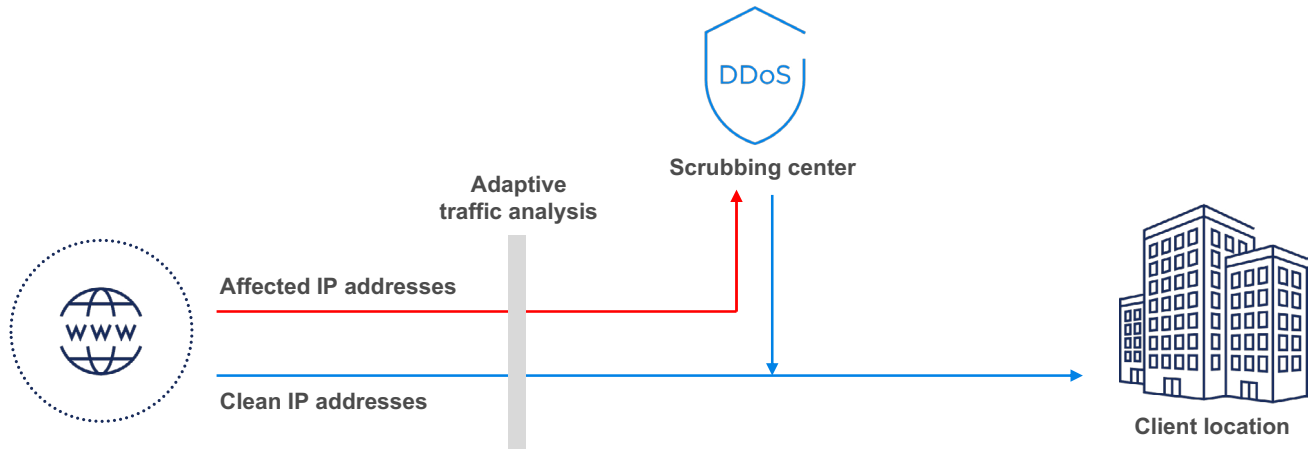 DDoS
Scrubbing center
Adaptive
traffic analysis
Affected IP addresses
WWW
Clean IP addresses
Client location